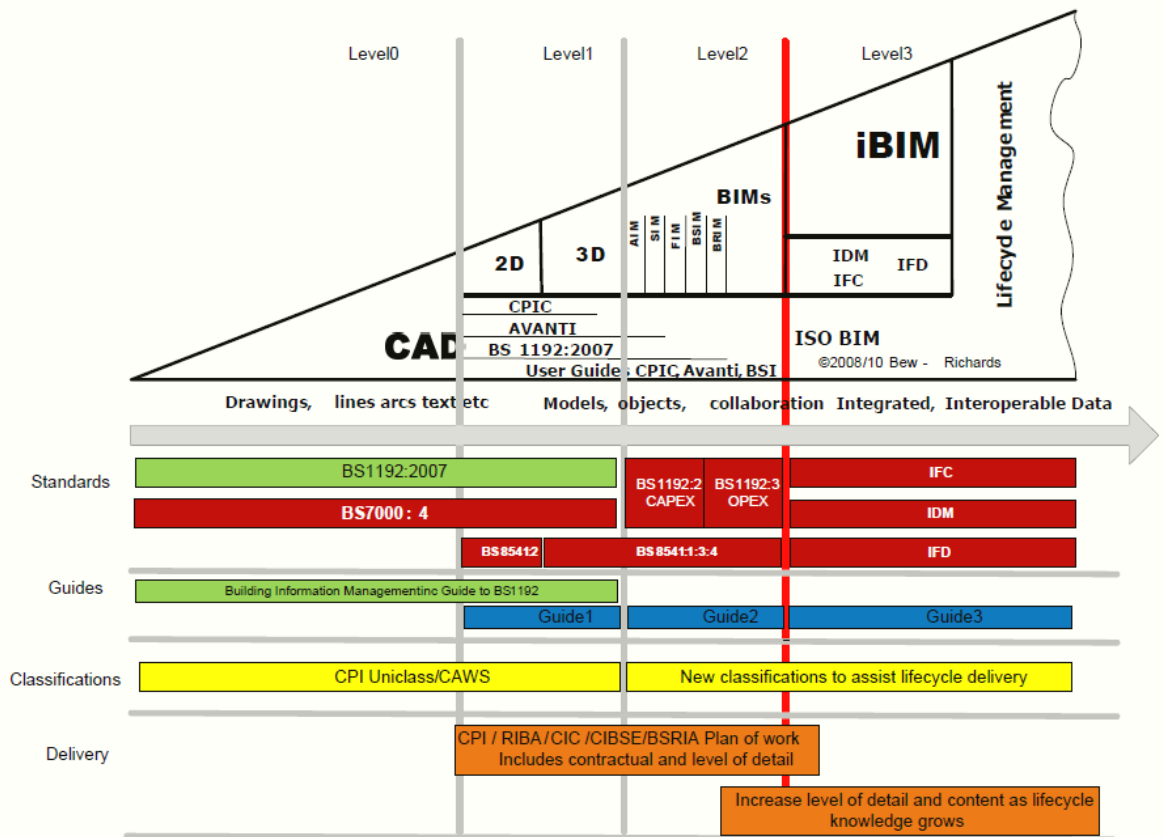 Level0
Level1
Level2
Level3
iBIM
BIMs
Lifecycle Management
AIM
SIM
FIM
BSIM
BRIM
2D
3D
IDM
IFD
IFC
CPIC
AVANTI
CAD
BS 1192:2007
ISO BIM
User Guides CPIC, Avanti, BSI
©2008/10 Bew - Richards
Drawings, lines arcs text etc Models, objects, collaboration Integrated, Interoperable Data
Standards
BS1192:2007
BS7000 : 4
BS1192:2
CAPEX
BS1192:3
OPEX
IFC
IDM
BS8541:2
BS8541:1:3:4
IFD
Guides
Building Information Managementinc Guide to BS1192
Guide1
Guide2
Guide3
Classifications
CPI Uniclass/CAWS
New classifications to assist lifecycle delivery
Delivery
CPI / RIBA / CIC /CIBSE/BSRIA Plan of work
Includes contractual and level of detail
Increase level of detail and content as lifecycle
knowledge grows